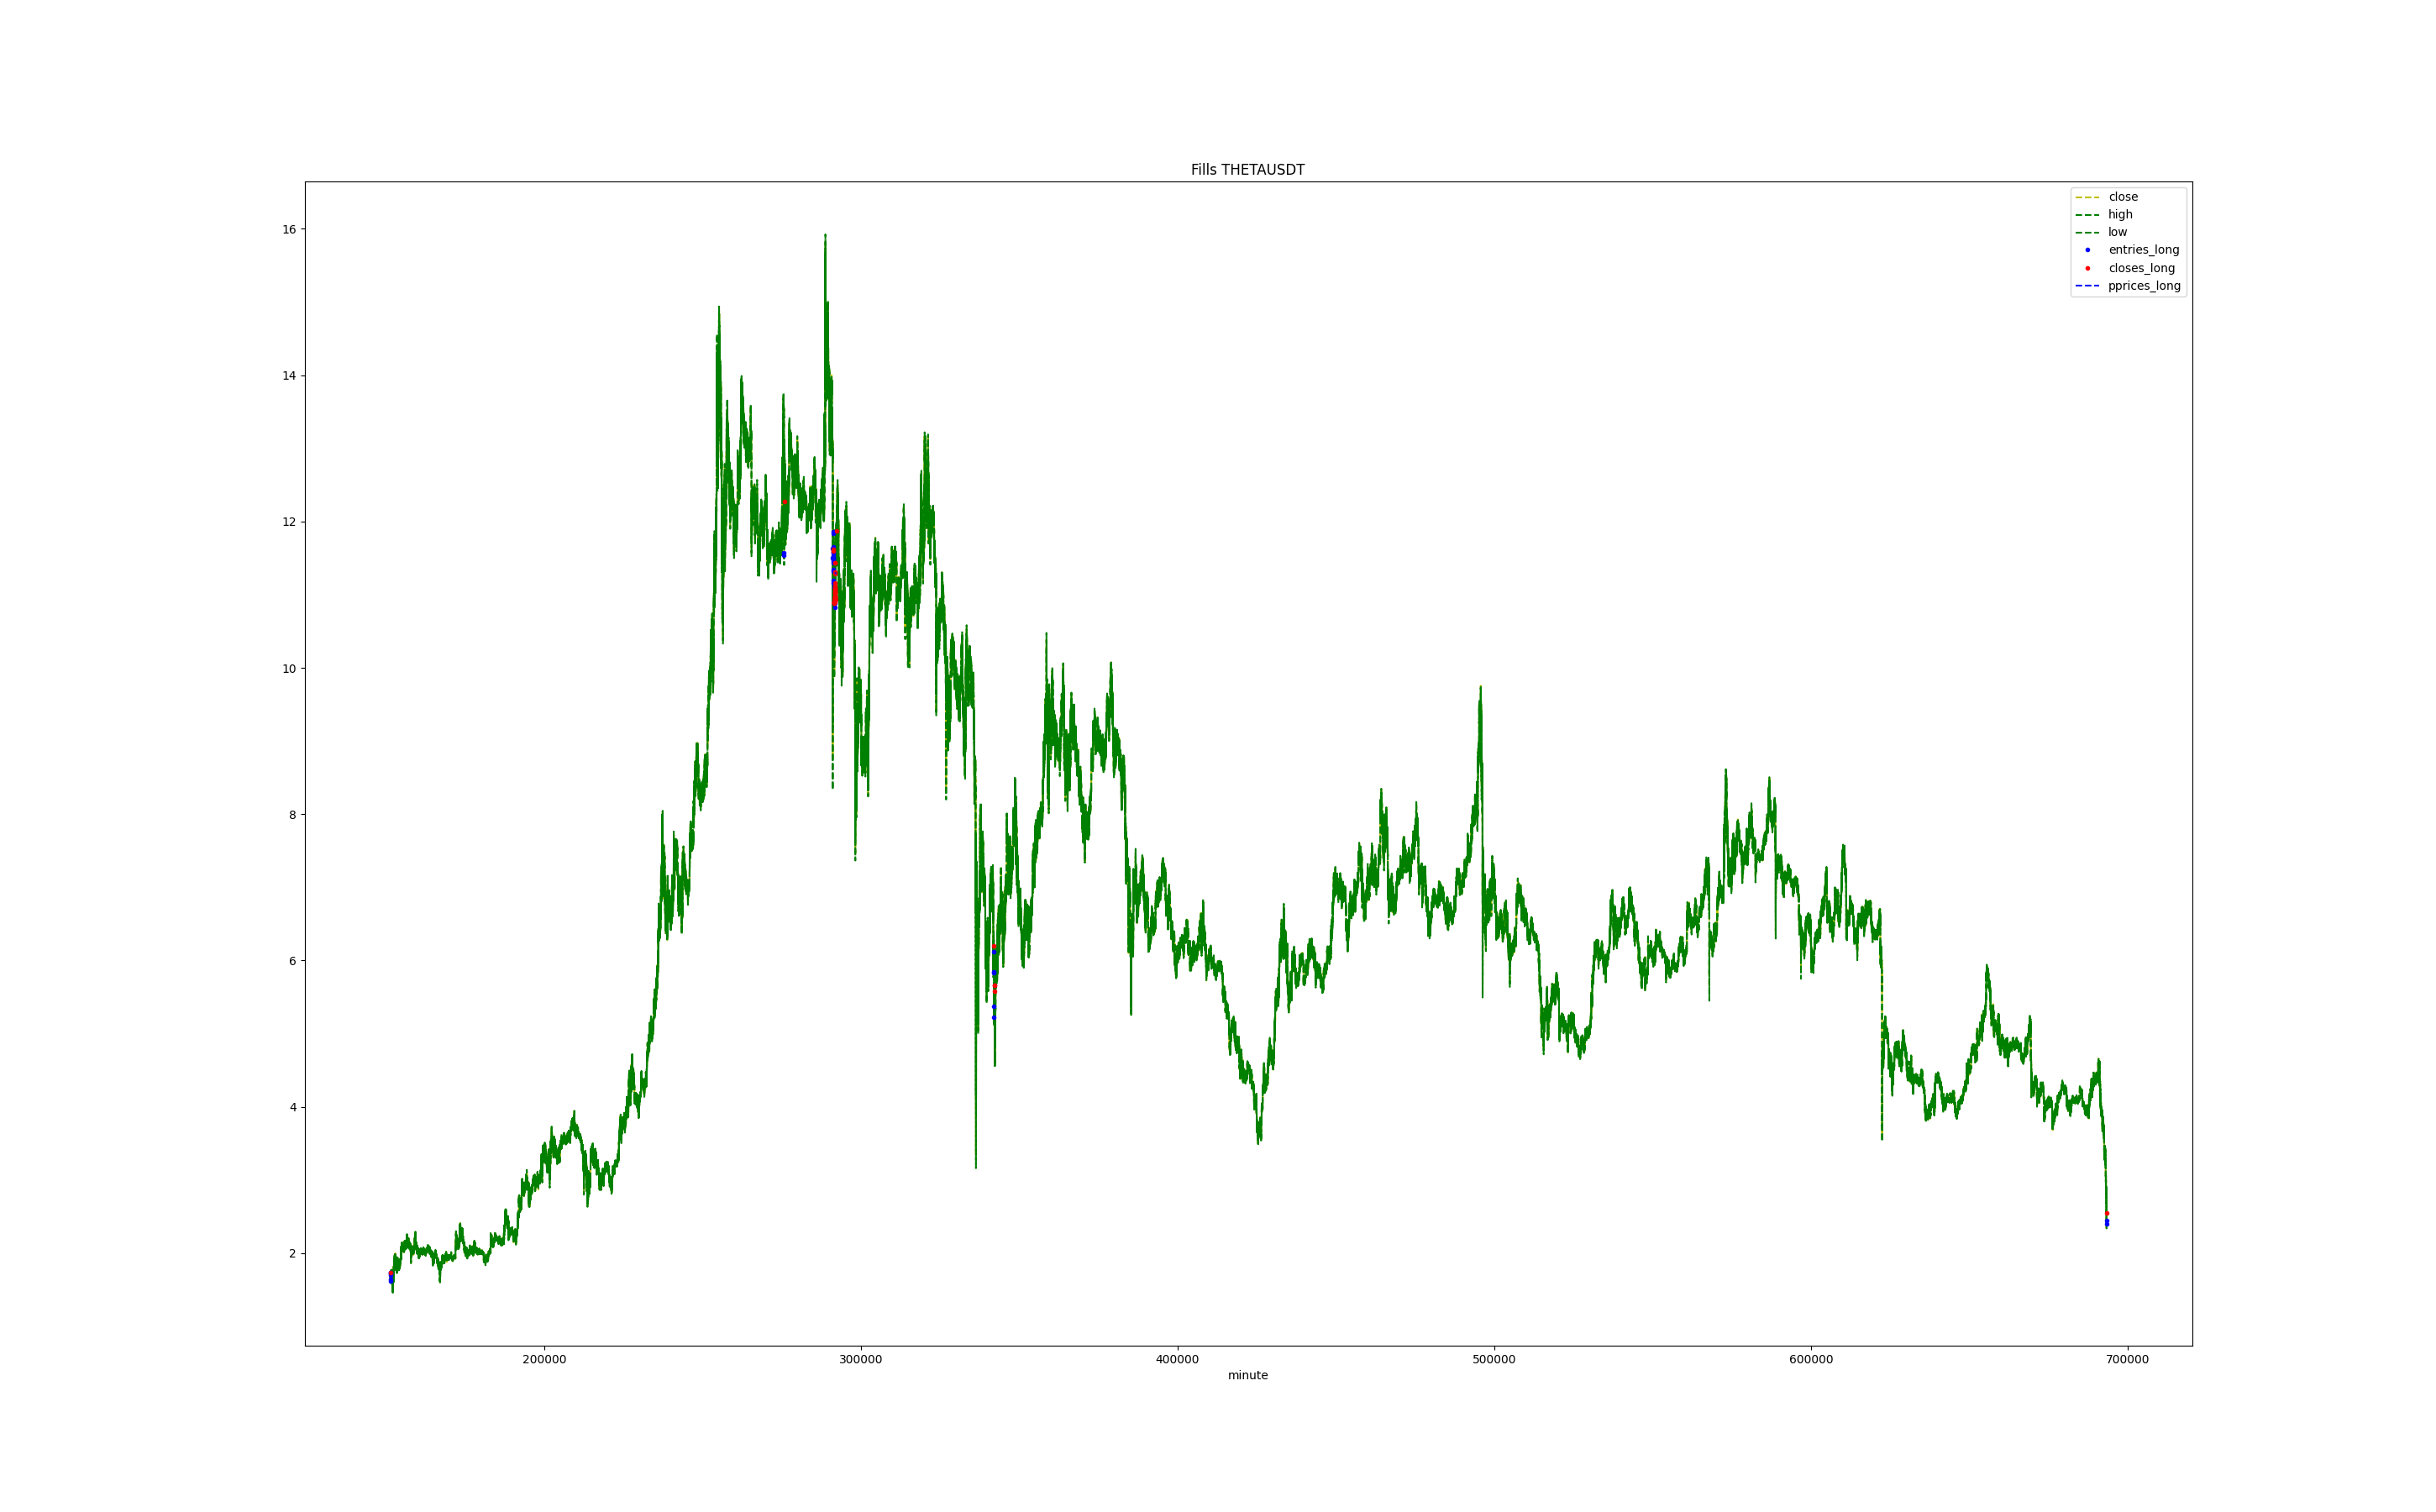 Fills THETAUSDT
close
high
low
entries_long
closes_long
pprices_long
16
14
12
10
8
6
4
2
200000 300000 400000 500000 600000 700000
minute